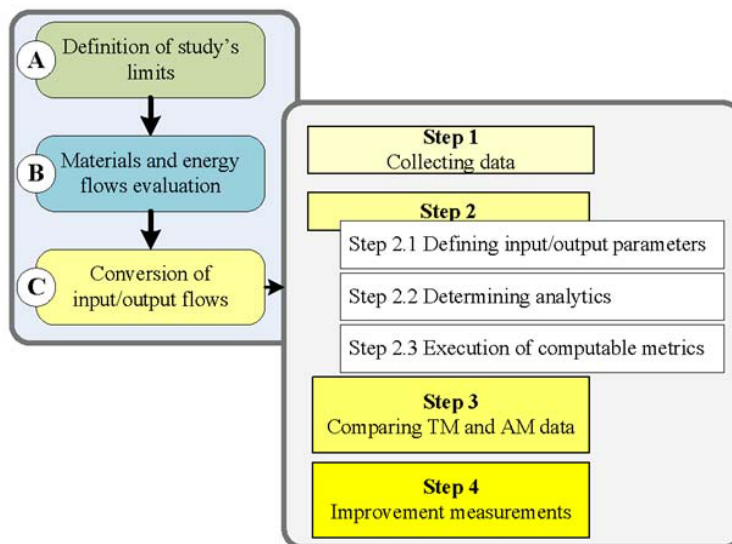 A
Definition of study's
limits
B
Materials and energy
flows evaluation
C
Conversion of
input/output flows
Step 1
Collecting data
Step 2
Step 2.1 Defining input/output parameters
Step 2.2 Determining analytics
Step 2.3 Execution of computable metrics
Step 3
Comparing TM and AM data
Step 4
Improvement measurements